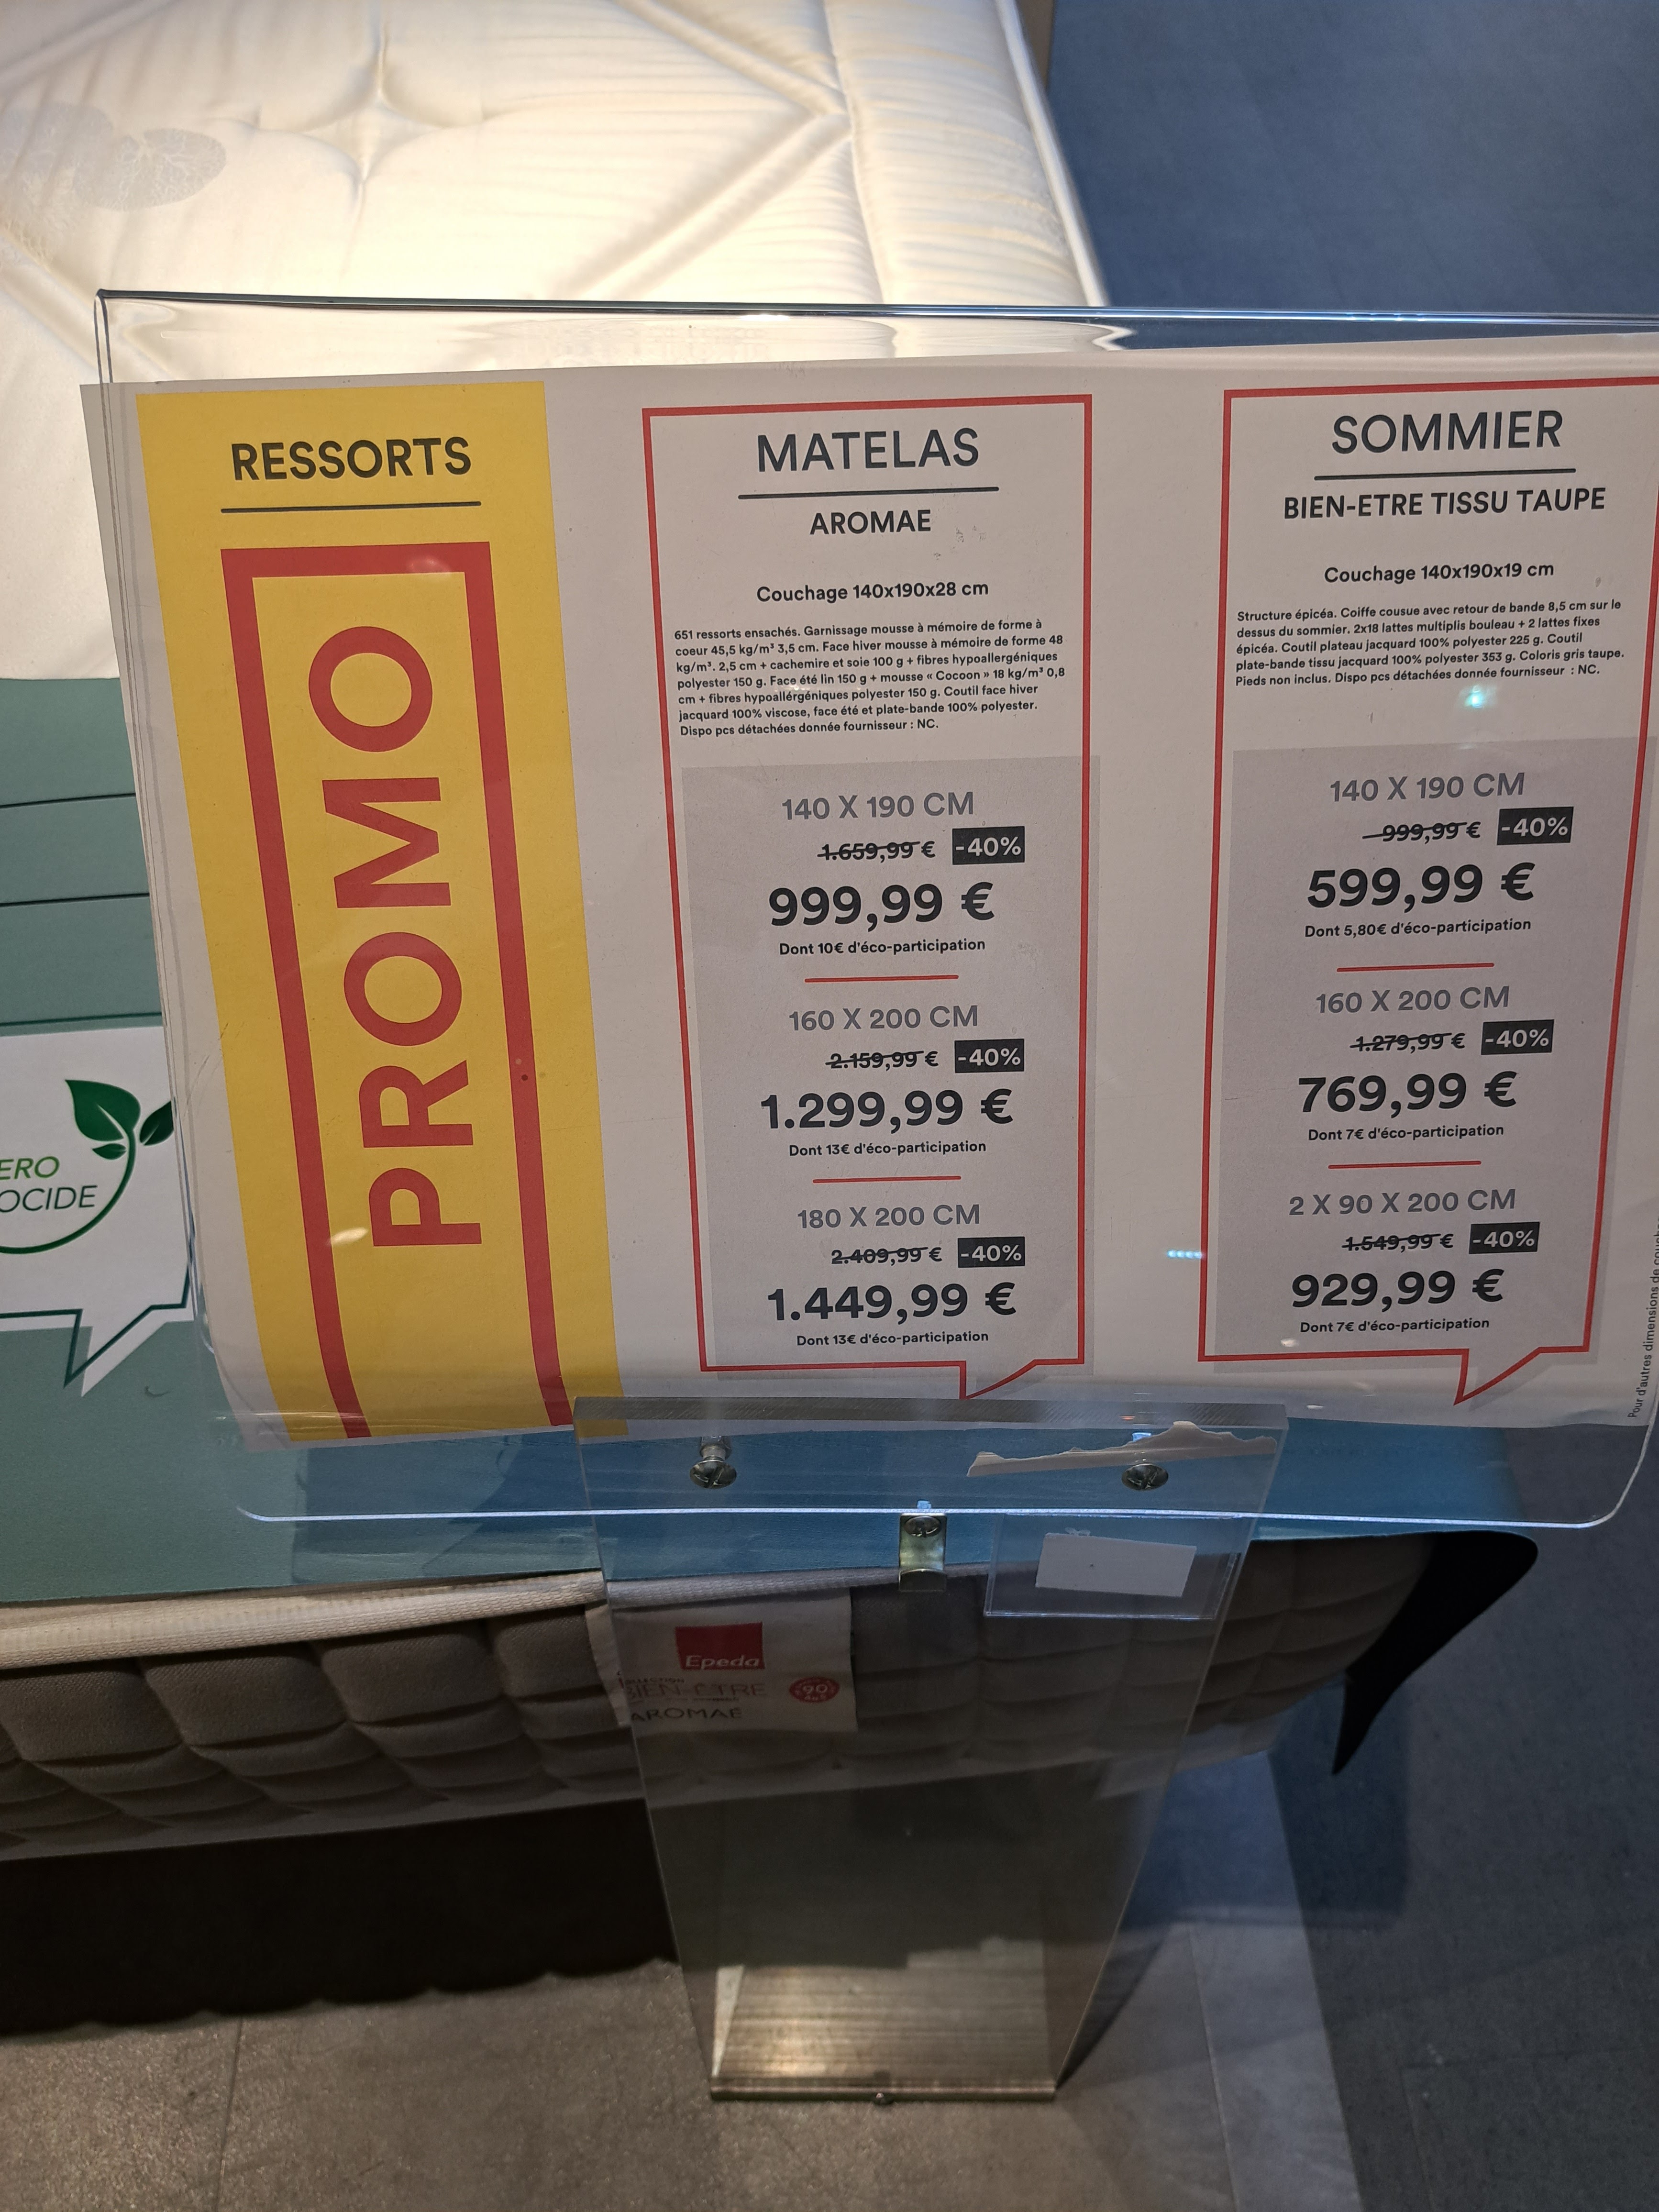 RESSORTS
PROMO
MATELAS
AROMAE
Couchage 140x190x28 cm
651 ressorts ensachés. Garnissage mousse à mémoire de forme à
coeur 45,5 kg/m³ 3,5 cm. Face hiver mousse à mémoire de forme 48
kg/m³. 2,5 cm + cachemire et soie 100 g + fibres hypoallergéniques
polyester 150 g. Face été lin 150 g + mousse « Cocoon » 18 kg/m³ 0,8
cm + fibres hypoallérgéniques polyester 150 g. Coutil face hiver
jacquard 100% viscose, face été et plate-bande 100% polyester.
Dispo pcs détachées donnée fournisseur : NC.
140 X 190 CM
1.659,99 € -40%
999,99 €
Dont 10€ d'éco-participation
160 X 200 CM
2.159,99 € -40%
1.299,99 €
Dont 13€ d'éco-participation
180 X 200 CM
2.409,99 € -40%
1.449,99 €
Dont 13€ d'éco-participation
SOMMIER
BIEN-ETRE TISSU TAUPE
Couchage 140x190x19 cm
Structure épicéa. Coiffe cousue avec retour de bande 8,5 cm sur le
dessus du sommier. 2x18 lattes multiplis bouleau + 2 lattes fixes
épicéa. Coutil plateau jacquard 100% polyester 225 g. Coutil
plate-bande tissu jacquard 100% polyester 353 g. Coloris gris taupe.
Pieds non inclus. Dispo pcs détachées donnée fournisseur : NC.
140 X 190 CM
999,99 € -40%
599,99 €
Dont 5,80€ d'éco-participation
160 X 200 CM
1.279,99 € -40%
769,99 €
Dont 7€ d'éco-participation
2 X 90 X 200 CM
1.549,99 € -40%
929,99 €
Dont 7€ d'éco-participation
Pour d'autres dimensions de
ERO
OCIDE
Epeda
BIEN-ÊTRE
90
AROMAE